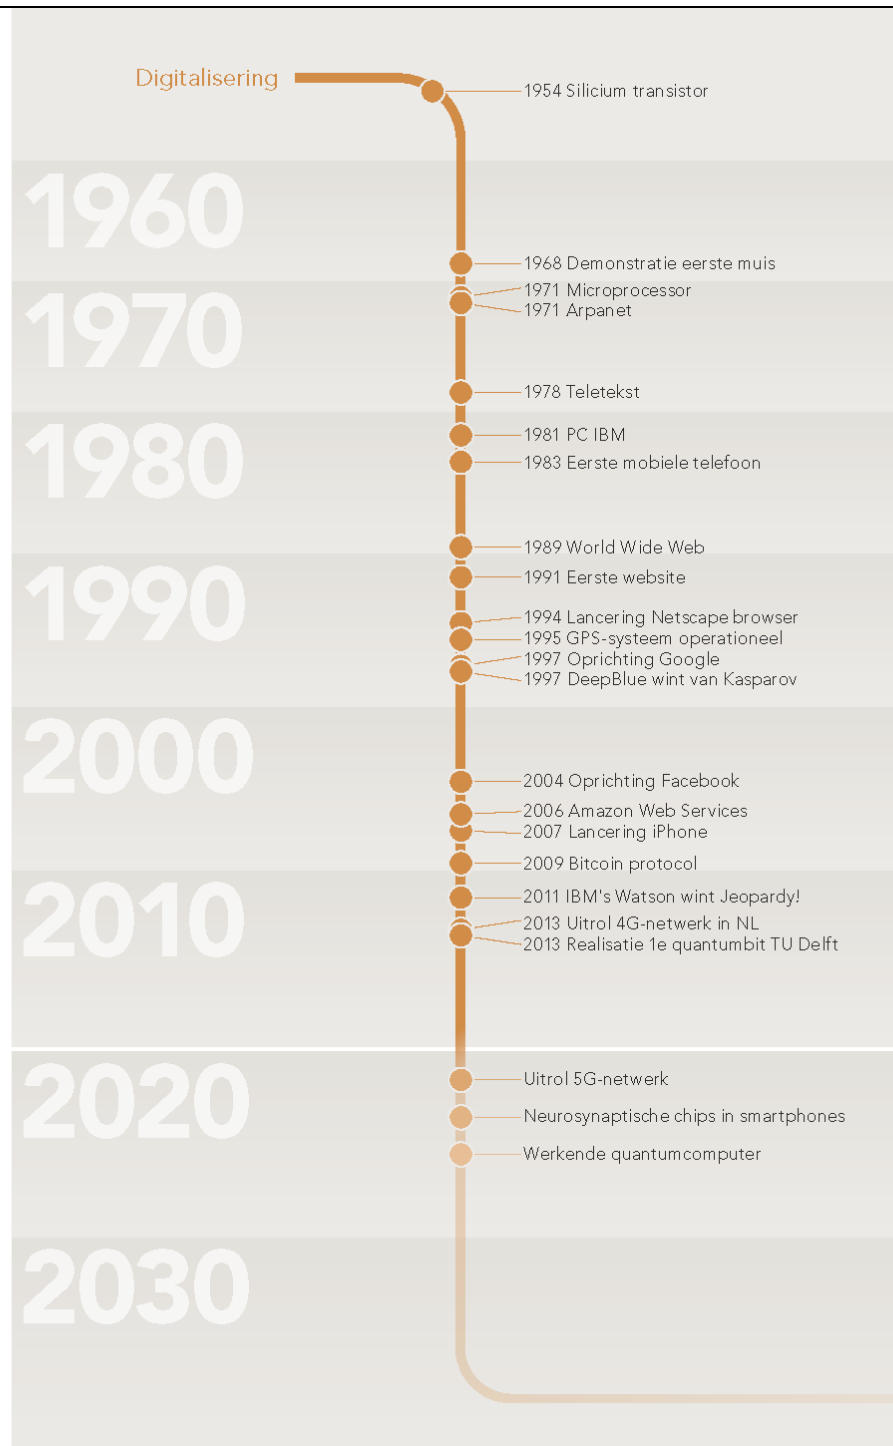 Digitalisering
1954 Silicium transistor
1960
1968 Demonstratie eerste muis
1970
1971 Microprocessor
1971 Arpanet
1978 Teletekst
1980
1981 PC IBM
1983 Eerste mobiele telefoon
1989 World Wide Web
1990
1991 Eerste website
1994 Lancering Netscape browser
1995 GPS-systeem operationeel
1997 Oprichting Google
1997 DeepBlue wint van Kasparov
2000
2004 Oprichting Facebook
2006 Amazon Web Services
2007 Lancering iPhone
2009 Bitcoin protocol
2010
2011 IBM's Watson wint Jeopardy!
2013 Uitrol 4G-netwerk in NL
2013 Realisatie 1e quantumbit TU Delft
2020
Uitrol 5G-netwerk
Neurosynaptische chips in smartphones
Werkende quantumcomputer
2030